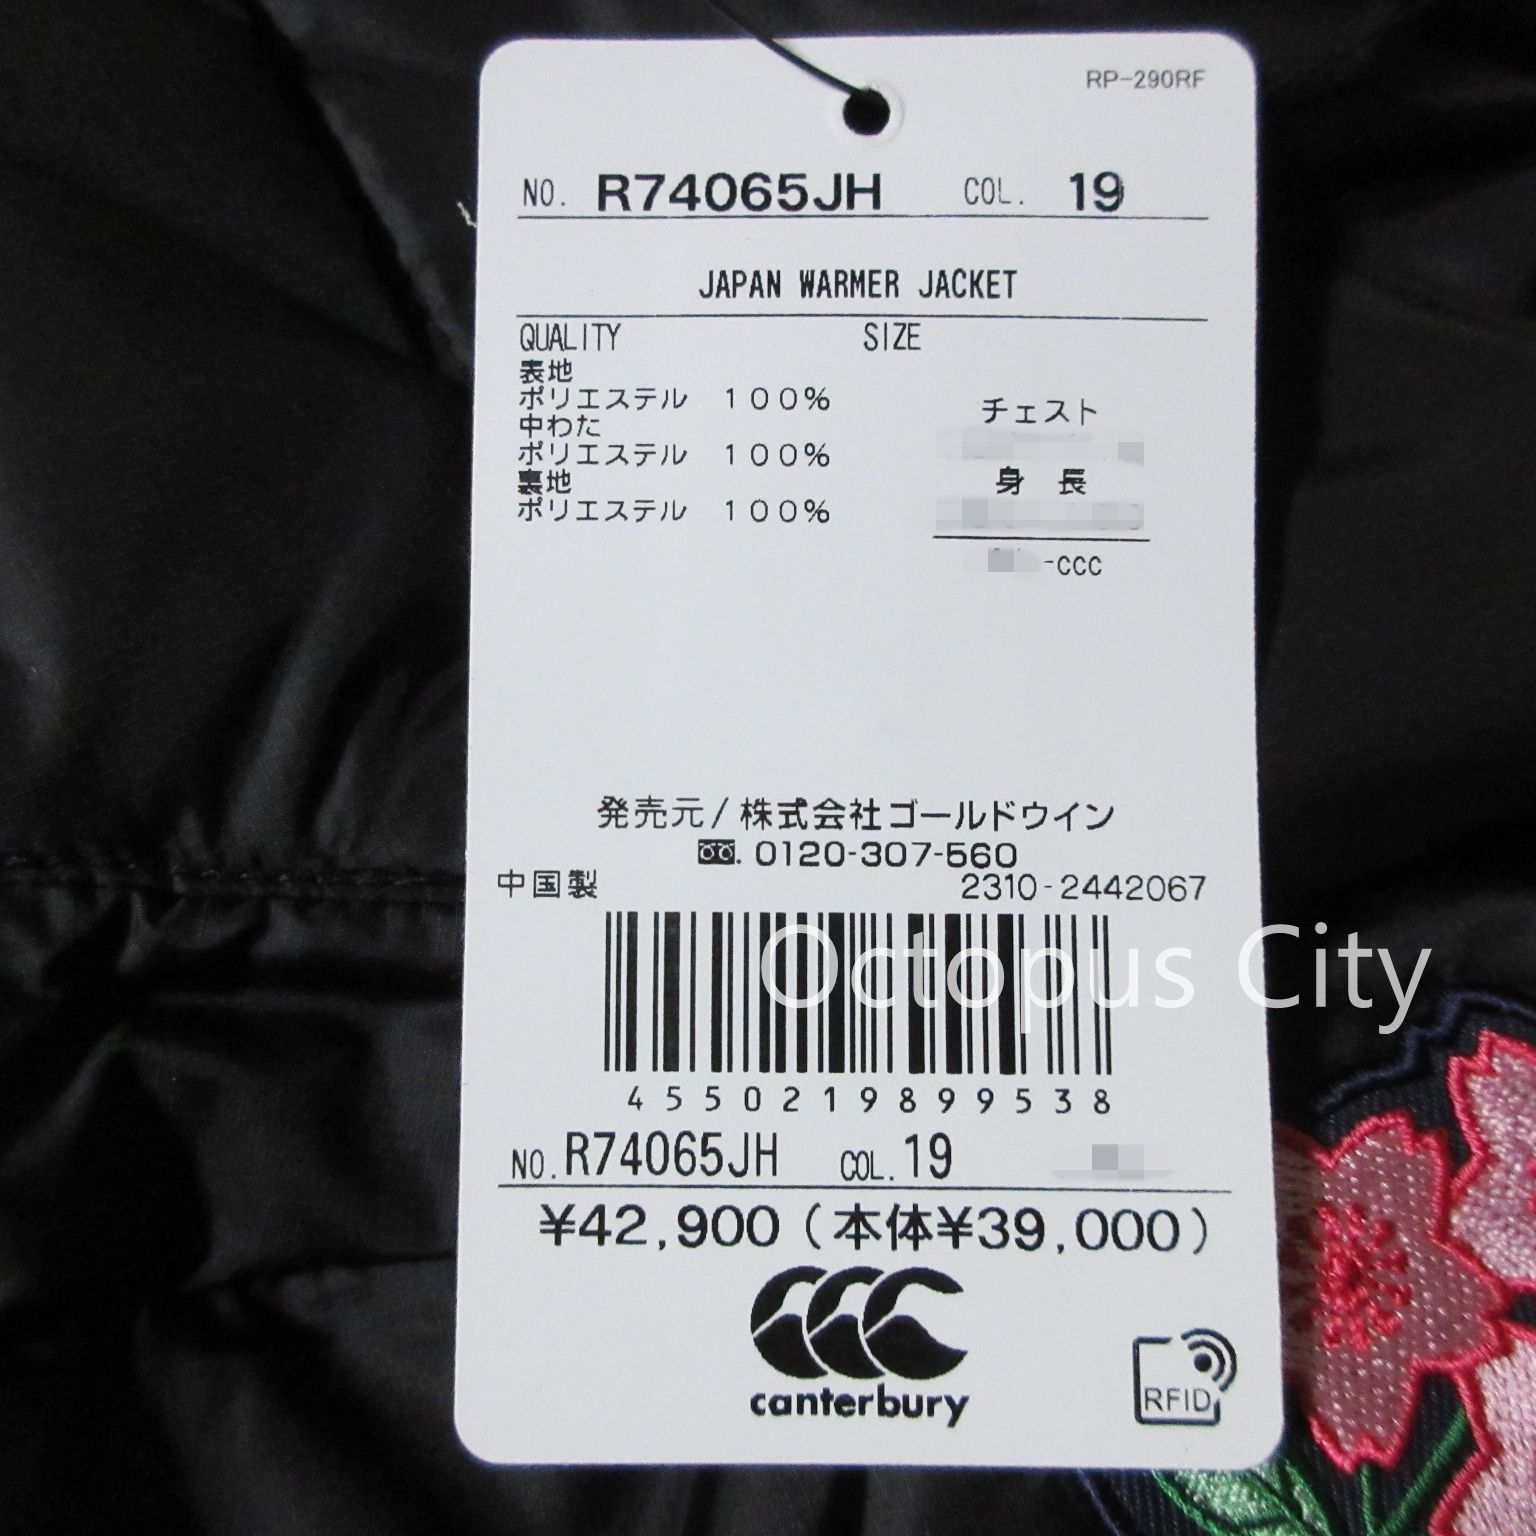 RP-290RF
NO. R74065JH COL. 19
JAPAN WARMER JACKET
QUALITY SIZE
表地
ポリエステル 100%
中わた
ポリエステル 100%
裏地
ポリエステル 100%
チェスト
身長
-CCC
発売元/株式会社ゴールドウイン
0120-307-560
中国製 2310-2442067
Octopus City
4550219899538
NO. R74065JH COL. 19
¥42,900(本体¥39,000)
canterbury
RFID